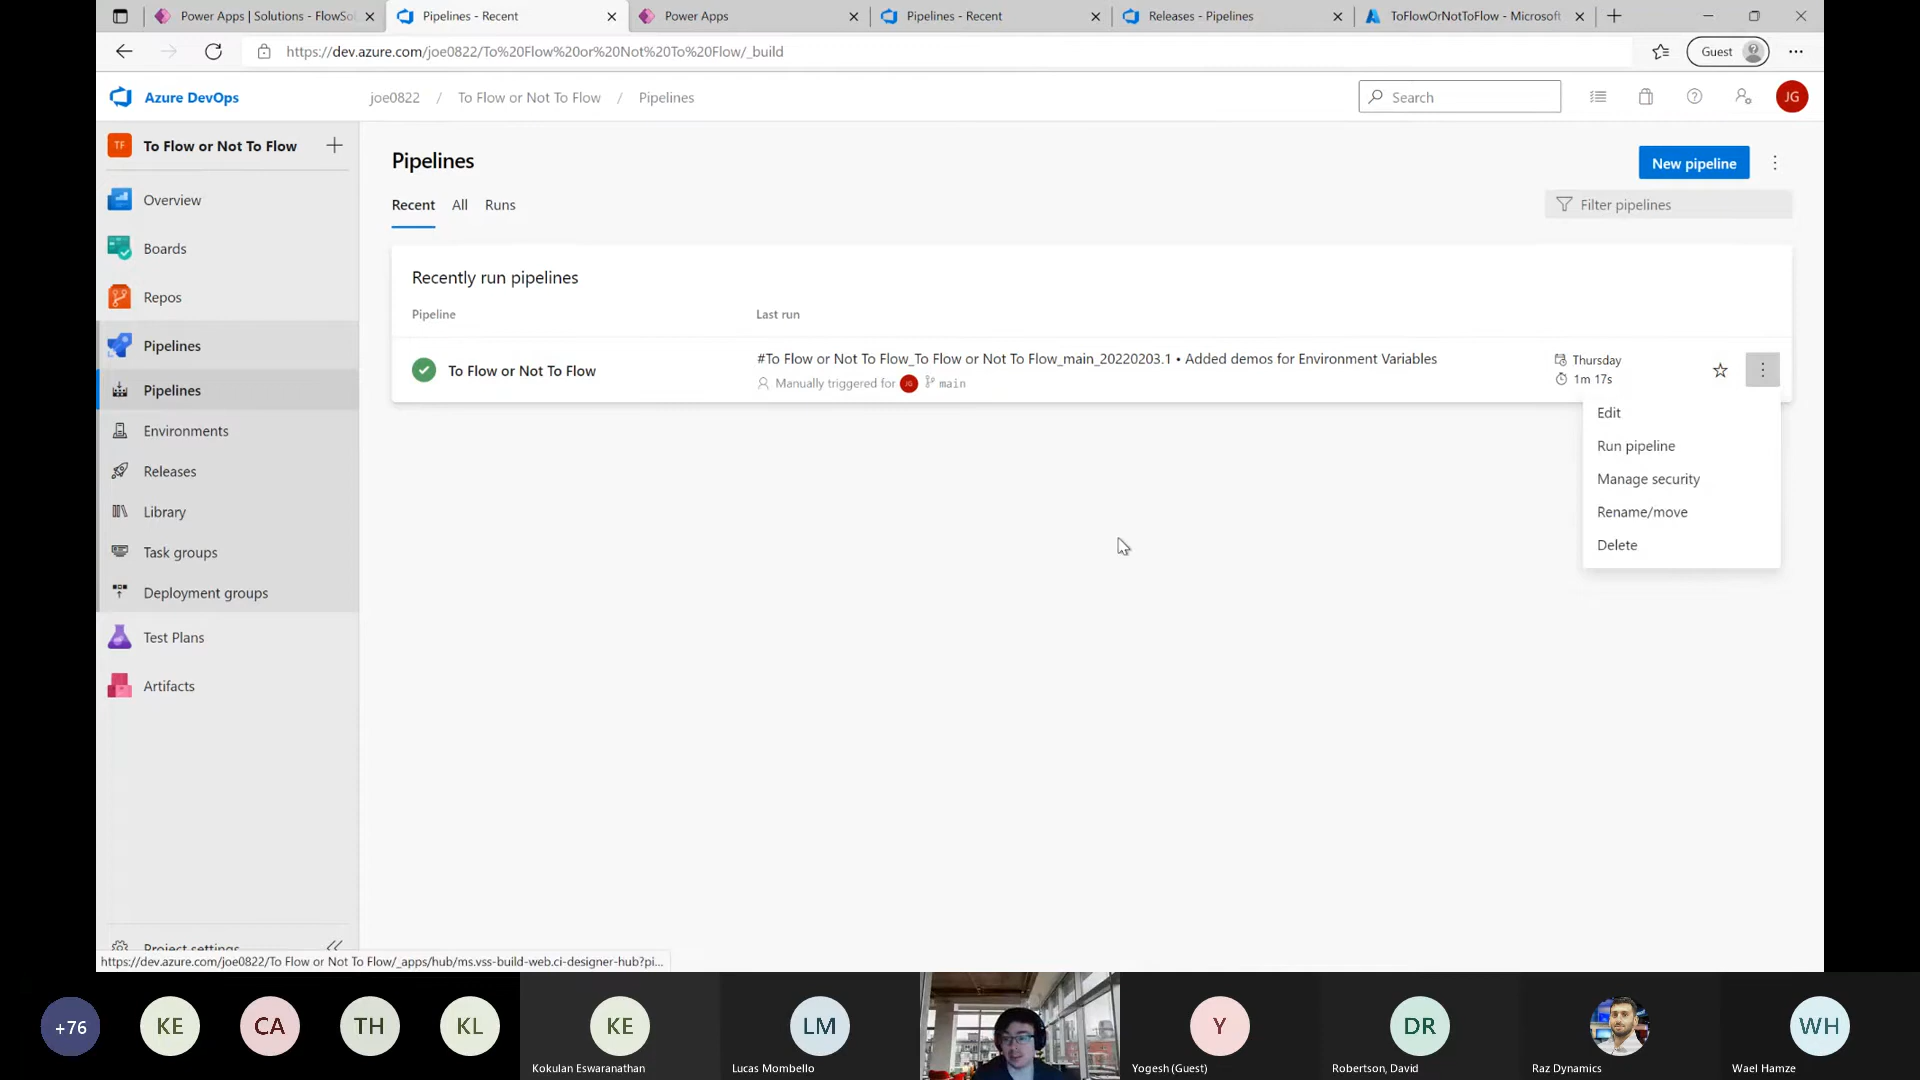 Power Apps | Solutions - FlowSo
Pipelines - Recent
Power Apps
Pipelines - Recent
Releases - Pipelines
ToFlowOrNotToFlow - Microsoft
https://dev.azure.com/joe0822/To%20Flow%20or%20Not%20To%20Flow/_build
Guest
Azure DevOps
joe0822 / To Flow or Not To Flow / Pipelines
Search
JG
TF
To Flow or Not To Flow
Overview
Boards
Repos
Pipelines
Pipelines
Environments
Releases
Library
Task groups
Deployment groups
Test Plans
Artifacts
Project settings
Pipelines
New pipeline
Recent
All
Runs
Filter pipelines
Recently run pipelines
Pipeline
Last run
To Flow or Not To Flow
#To Flow or Not To Flow_To Flow or Not To Flow_main_20220203.1 • Added demos for Environment Variables
Manually triggered for JG main
Thursday
1m 17s
Edit
Run pipeline
Manage security
Rename/move
Delete
https://dev.azure.com/joe0822/To Flow or Not To Flow/_apps/hub/ms.vss-build-web.ci-designer-hub?pi...
+76
KE
CA
TH
KL
KE
Kokulan Eswaranathan
LM
Lucas Mombello
Y
Yogesh (Guest)
DR
Robertson, David
Raz Dynamics
WH
Wael Hamze